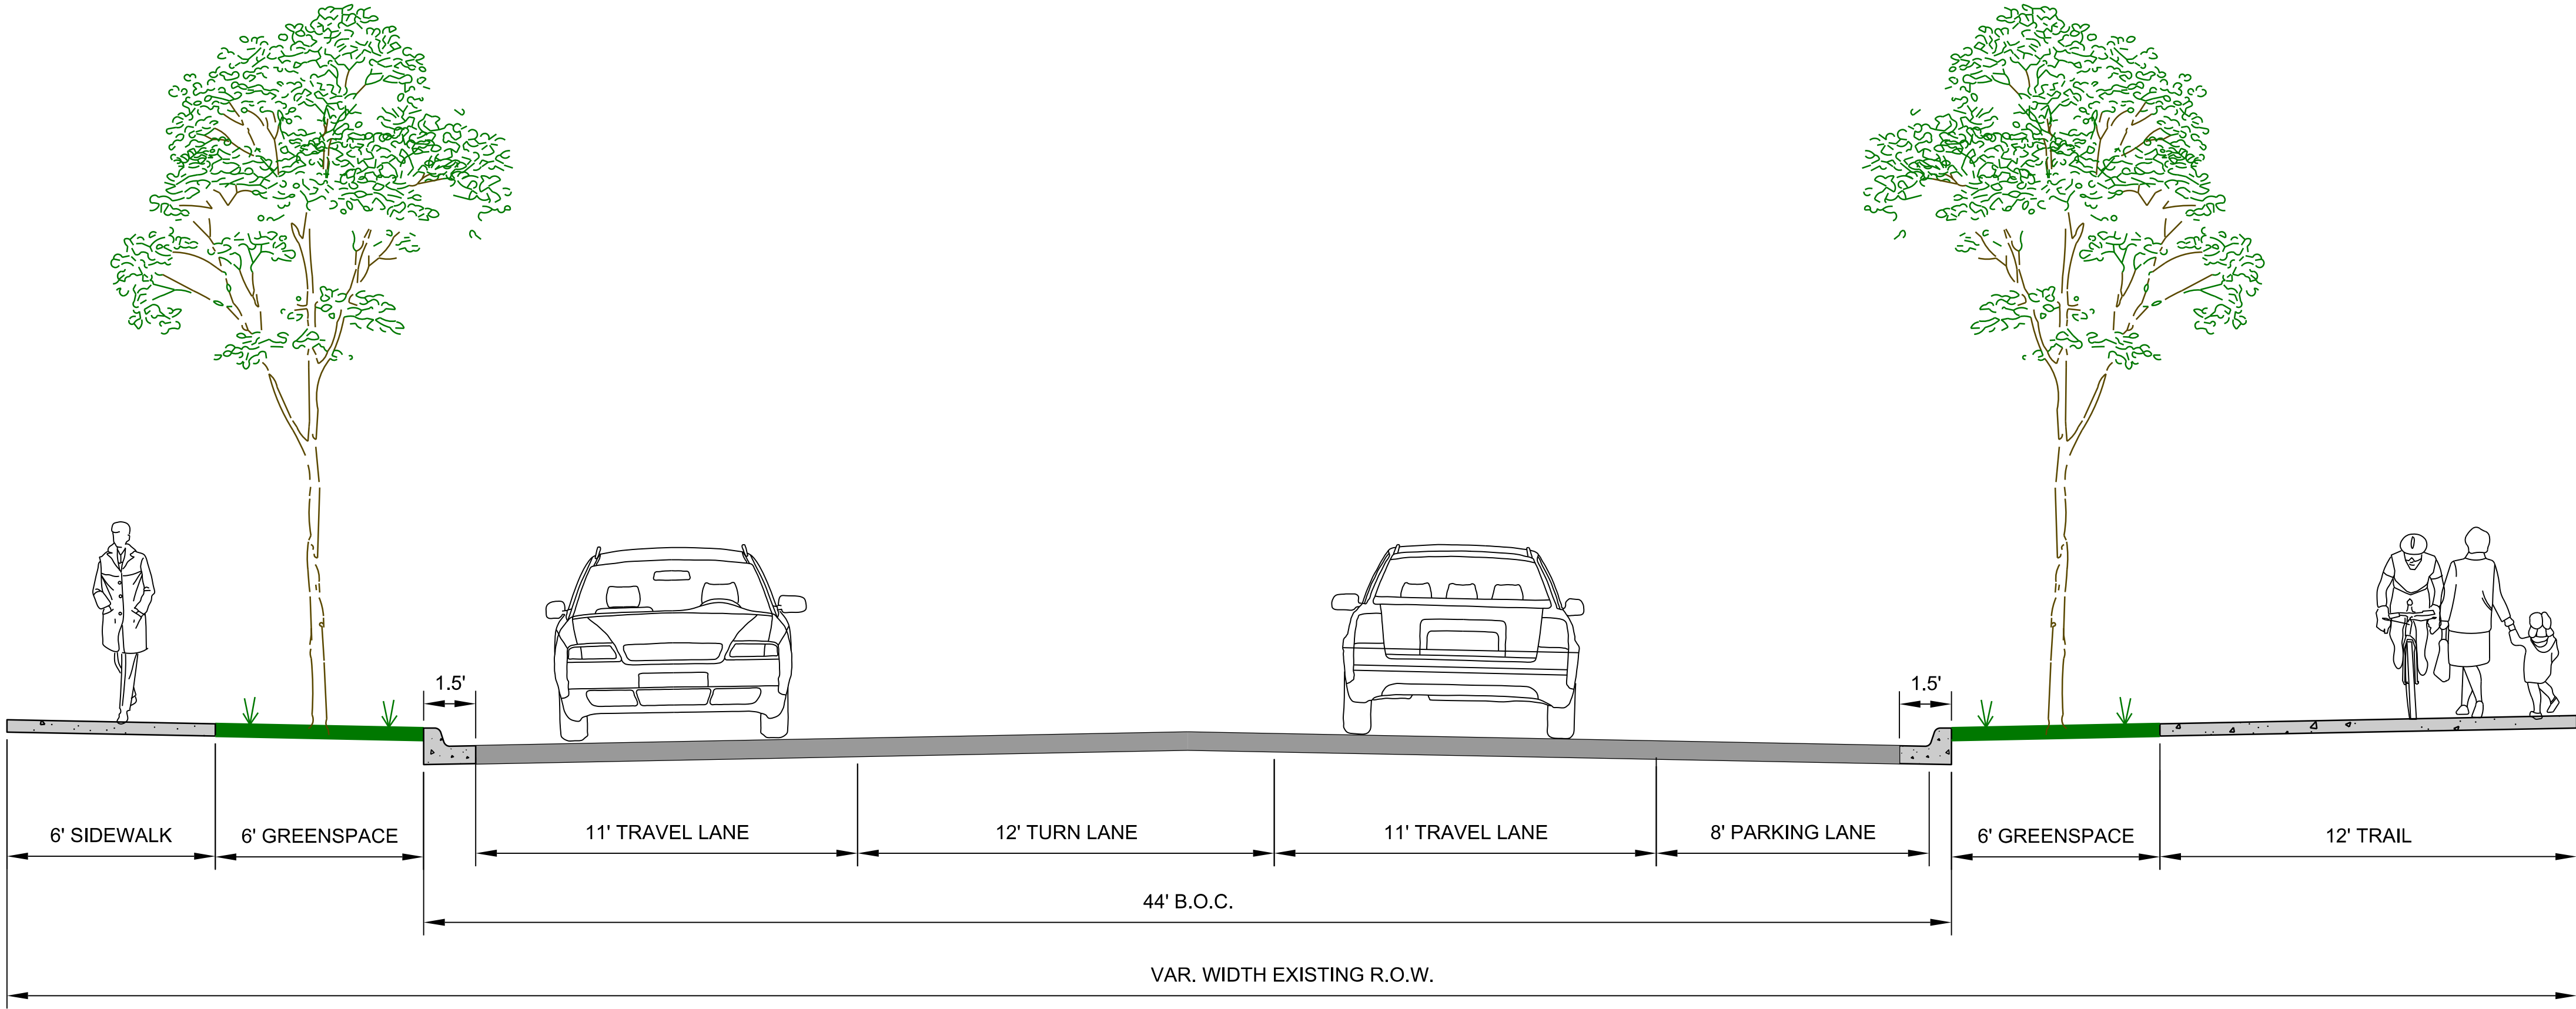 1.5'
1.5'
6' SIDEWALK
6' GREENSPACE
11' TRAVEL LANE
12' TURN LANE
11' TRAVEL LANE
8' PARKING LANE
6' GREENSPACE
12' TRAIL
44' B.O.C.
VAR. WIDTH EXISTING R.O.W.